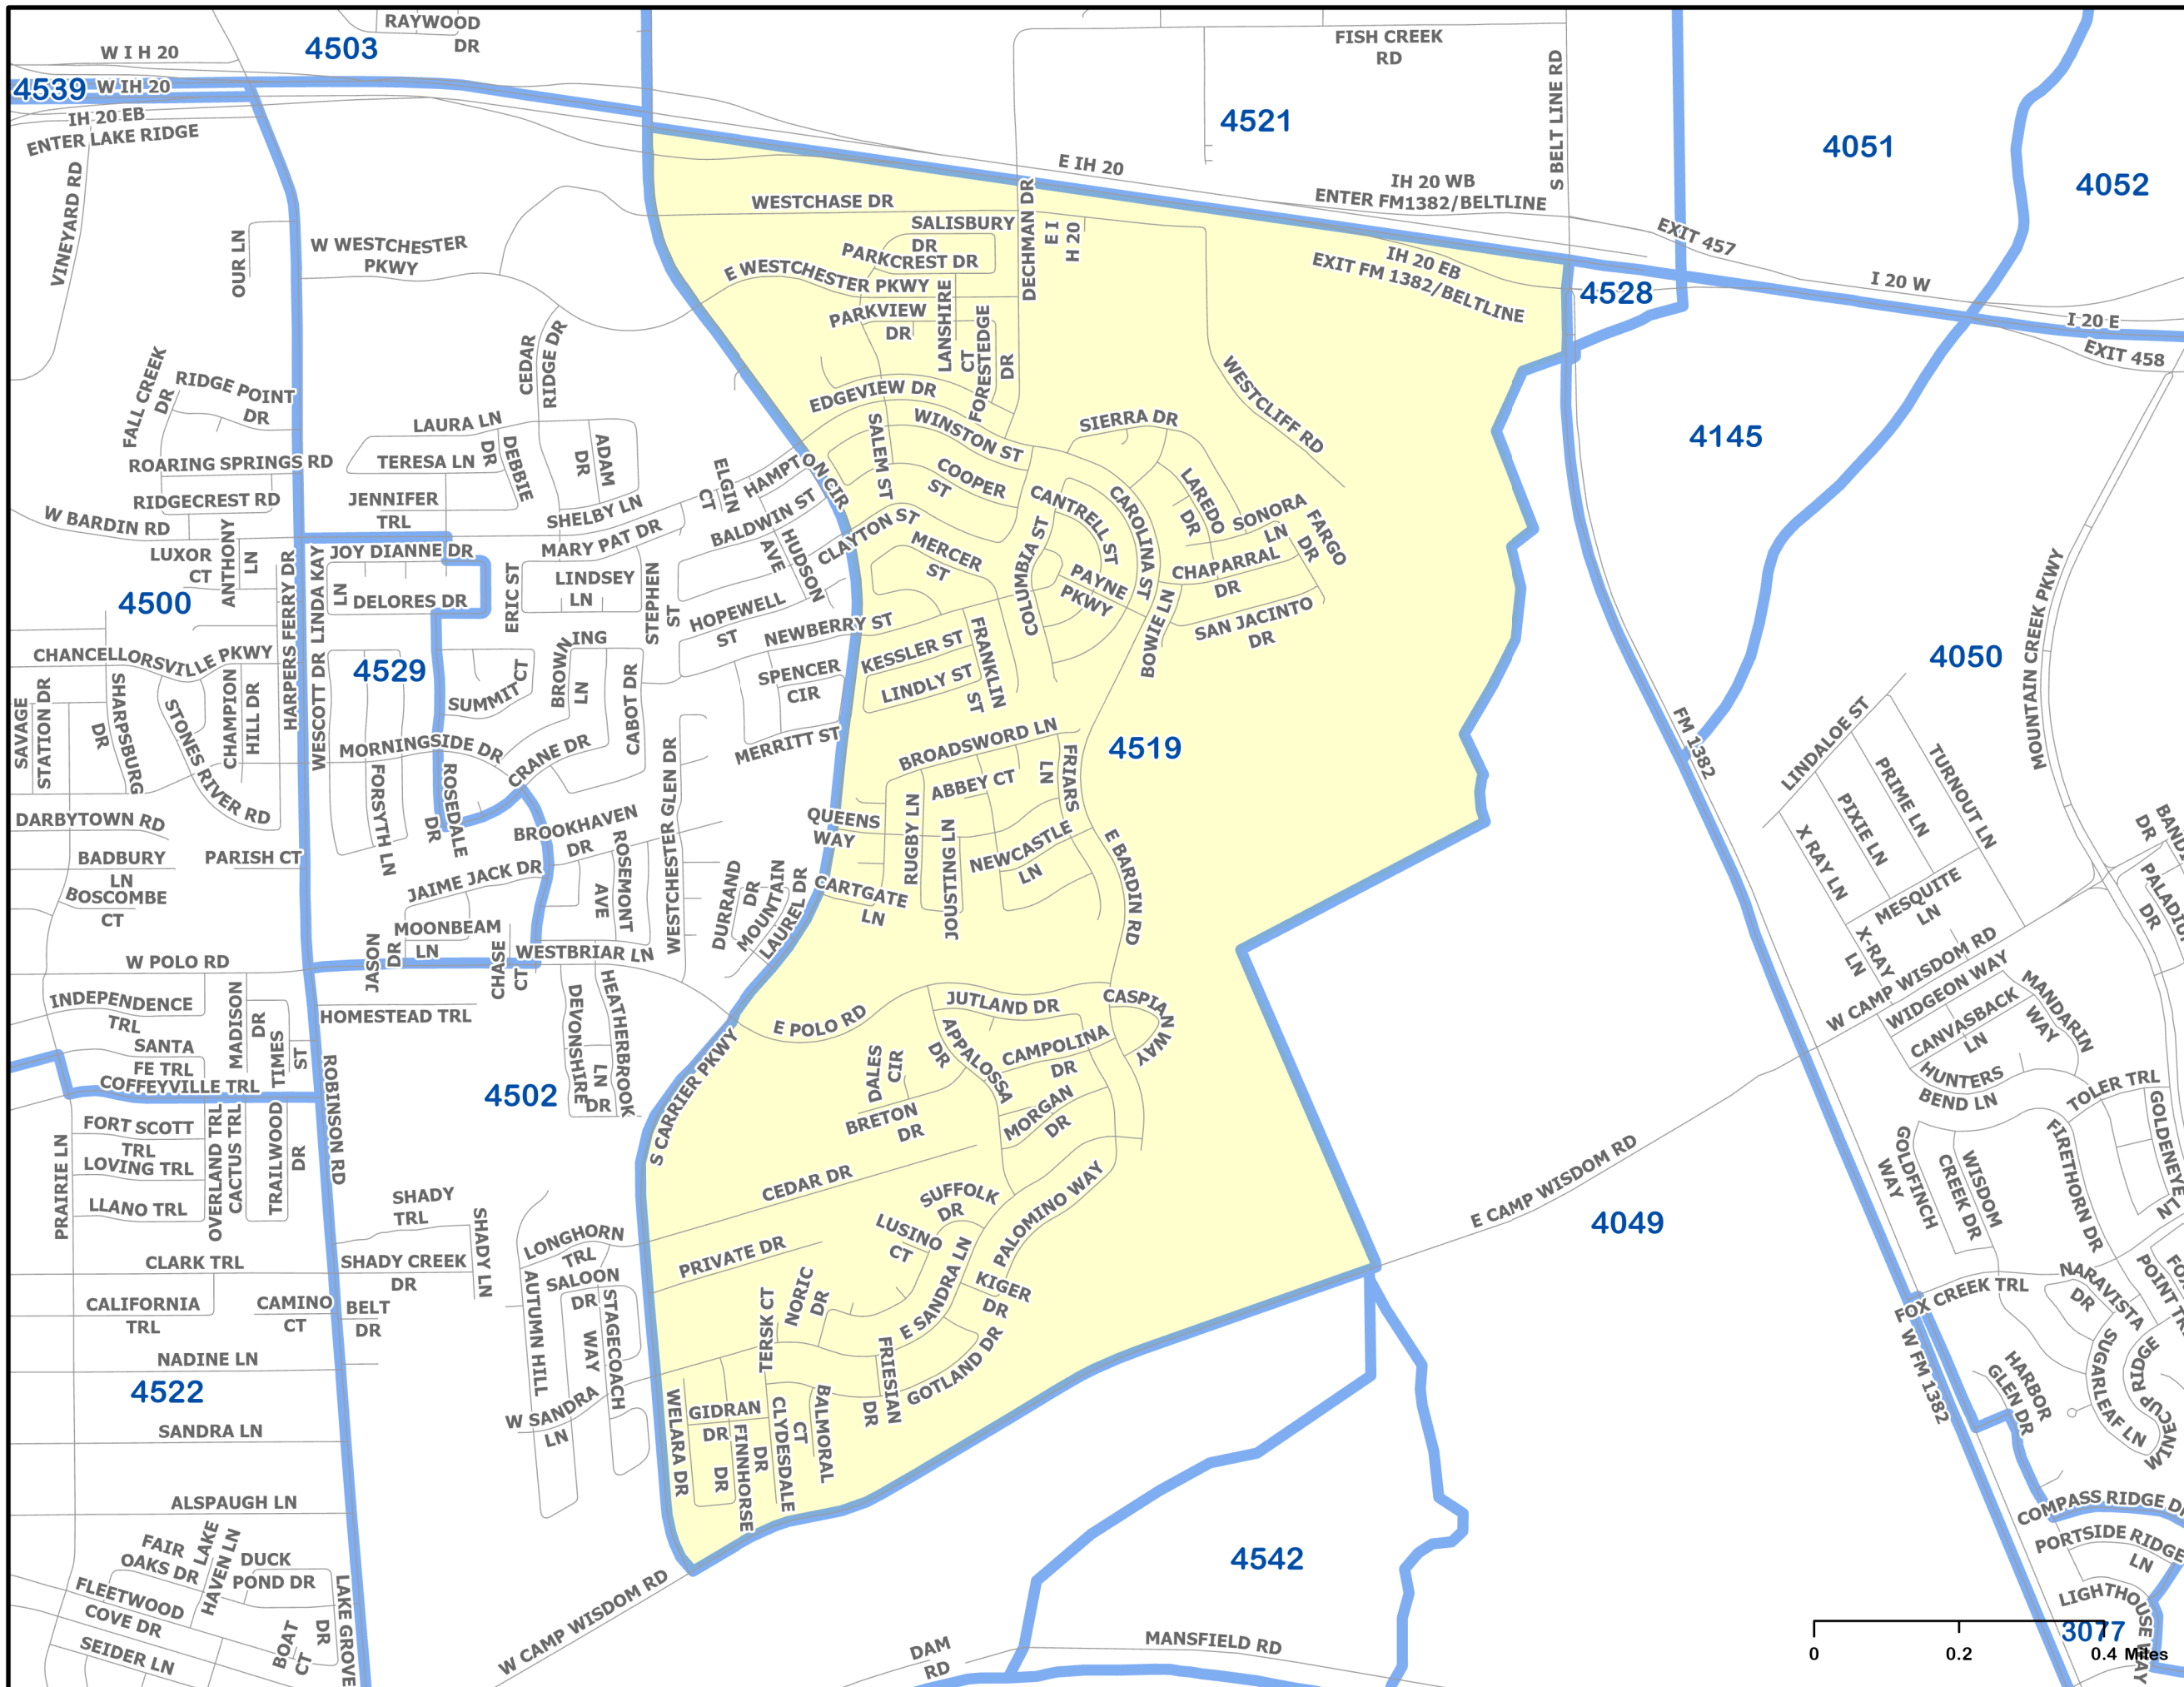 RAYWOOD
DR
4503
W I H 20
4539
W IH 20
IH 20 EB
ENTER LAKE RIDGE
FISH CREEK
RD
4521
S BELT LINE RD
4051
4052
E IH 20
IH 20 WB
ENTER FM1382/BELTLINE
EXIT 457
I 20 W
I 20 E
EXIT 458
IH 20 EB
EXIT FM 1382/BELTLINE
4528
4145
VINEYARD RD
OUR LN
W WESTCHESTER
PKWY
WESTCHASE DR
SALISBURY
DR
PARKCREST DR
E WESTCHESTER PKWY
PARKVIEW
DR
LANSHIRE
CT
FORESTEDGE
DR
DECHMAN DR
E I
H 20
WESTCLIFF RD
CEDAR
RIDGE DR
FALL CREEK
DR
RIDGE POINT
DR
LAURA LN
TERESA LN
DEBBIE
DR
ADAM
DR
ROARING SPRINGS RD
RIDGECREST RD
JENNIFER
TRL
W BARDIN RD
SHELBY LN
MARY PAT DR
ELGIN
CT
HAMPTON CIR
BALDWIN ST
HUDSON
AVE
EDGEVIEW DR
WINSTON ST
SALEM ST
COOPER
ST
SIERRA DR
LAREDO
DR
SONORA
LN
FARGO
DR
CANTRELL ST
CAROLINA ST
CLAYTON ST
MERCER
ST
COLUMBIA ST
PAYNE
PKWY
CHAPARRAL
DR
SAN JACINTO
DR
BOWIE LN
LUXOR
CT
ANTHONY
LN
4500
HARPERS FERRY DR
LINDA KAY
LN
JOY DIANNE DR
DELORES DR
ERIC ST
LINDSEY
LN
STEPHEN
ST
HOPEWELL
ST
NEWBERRY ST
KESSLER ST
LINDLY ST
FRANKLIN
ST
SPENCER
CIR
MERRITT ST
CHANCELLORSVILLE PKWY
4529
SUMMIT CT
BROWNING
LN
CABOT DR
SAVAGE
STATION DR
SHARPSBURG
DR
STONES RIVER RD
CHAMPION
HILL DR
WESCOTT DR
MORNINGSIDE DR
CRANE DR
FORSYTH LN
ROSEDALE
DR
BROADSWORD LN
ABBEY CT
FRIARS
LN
4519
4050
FM 1382
MOUNTAIN CREEK PKWY
LINDALOE ST
PRIME LN
PIXIE LN
X RAY LN
TURNOUT LN
MESQUITE
LN
DARBYTOWN RD
BADBURY
LN
PARISH CT
BOSCOMBE
CT
BROOKHAVEN
DR
JAIME JACK DR
ROSEMONT
AVE
WESTCHESTER GLEN DR
DURRAND
DR
MOUNTAIN
LAUREL DR
QUEENS
WAY
CARTGATE
LN
RUGBY LN
JOUSTING LN
NEWCASTLE
LN
E BARDIN RD
MOONBEAM
LN
JASON
DR
CHASE
CT
WESTBRIAR LN
W POLO RD
INDEPENDENCE
TRL
MADISON
DR
TIMES
ST
SANTA
FE TRL
COFFEYVILLE TRL
HOMESTEAD TRL
ROBINSON RD
DEVONSHIRE
LN
HEATHERBROOK
DR
4502
S CARRIER PKWY
E POLO RD
JUTLAND DR
CASPIAN
WAY
APPALOSSA
DR
CAMPOLINA
DR
DALES
CIR
BRETON
DR
MORGAN
DR
X-RAY
LN
W CAMP WISDOM RD
WIDGEON WAY
CANVASBACK
LN
MANDARIN
WAY
HUNTERS
BEND LN
TOLER TRL
PALADIUM
DR
FORT SCOTT
TRL
LOVING TRL
LLANO TRL
PRAIRIE LN
OVERLAND TRL
CACTUS TRL
TRAILWOOD
DR
SHADY
TRL
SHADY LN
LONGHORN
TRL
SALOON
DR
AUTUMN HILL
STAGECOACH
WAY
CEDAR DR
PRIVATE DR
SUFFOLK
DR
LUSINO
CT
PALOMINO WAY
E SANDRA LN
KIGER
DR
E CAMP WISDOM RD
4049
GOLDFINCH
WAY
WISDOM
CREEK DR
FIRETHORN DR
GOLDENEYE
LN
CLARK TRL
SHADY CREEK
DR
CALIFORNIA
TRL
CAMINO
CT
BELT
DR
NADINE LN
4522
SANDRA LN
W SANDRA
LN
TERSK CT
NORIC
DR
FRIESIAN
DR
GOTLAND DR
WELARA DR
GIDRAN
DR
FINNHORSE
DR
CLYDESDALE
DR
BALMORAL
CT
FOX CREEK TRL
W FM 1382
NARAVISTA
DR
HARBOR
GLEN DR
SUGARLEAF LN
WINECUP RIDGE
ALSPAUGH LN
FAIR
OAKS DR
LAKE
HAVEN LN
DUCK
POND DR
FLEETWOOD
COVE DR
SEIDER LN
BOAT
CT
LAKE GROVE
DR
W CAMP WISDOM RD
4542
DAM
RD
MANSFIELD RD
COMPASS RIDGE DR
PORTSIDE RIDGE
LN
LIGHTHOUSE WAY
3077
0
0.2
0.4 Miles